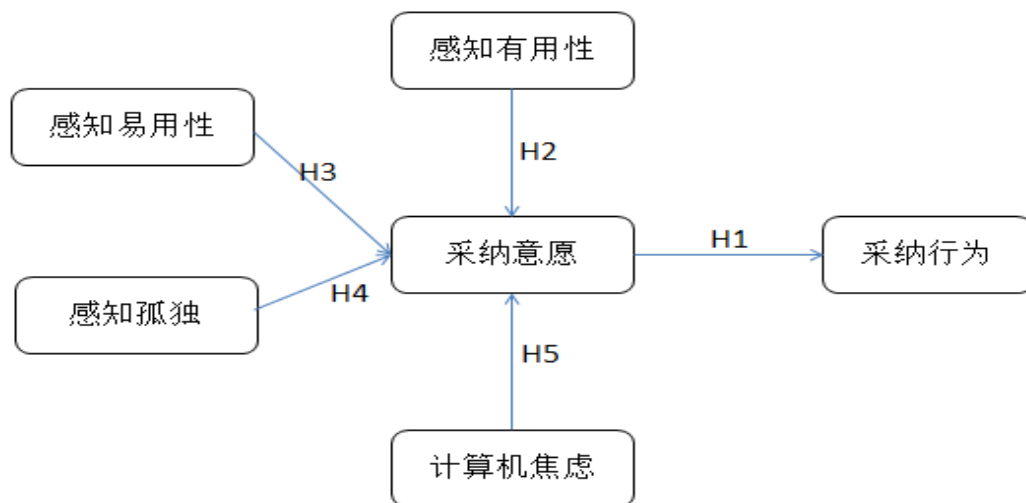 感知有用性
感知易用性
H2
H3
采纳意愿
H1
采纳行为
感知孤独
H4
H5
计算机焦虑